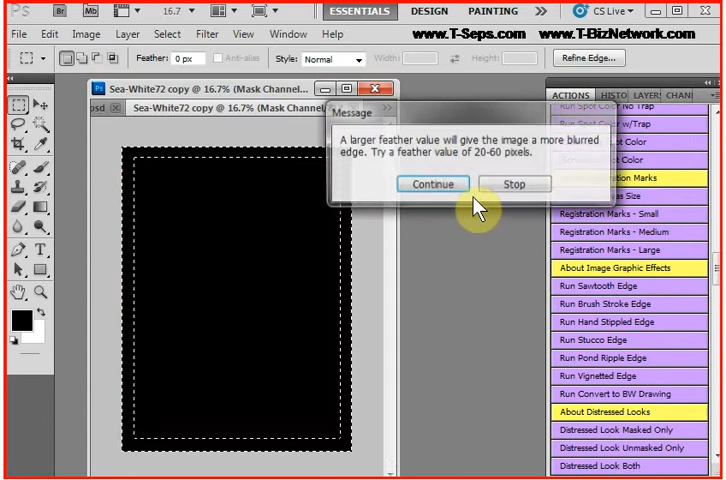 PS Br Mb 16.7 ESSENTIALS DESIGN PAINTING CS Live
File Edit Image Layer Select Filter View Window Help www.T-Seps.com www.T-BizNetwork.com
Feather: 0 px Anti-alias Style: Normal Width: Height: Refine Edge...
Ps Sea-White72 copy @ 16.7% (Mask Channel...
psd Sea-White72 copy @ 16.7% (Mask Channel/
Message
A larger feather value will give the image a more blurred
edge. Try a feather value of 20-60 pixels.
Continue Stop
ACTIONS HISTO LAYERS CHAN
Run Spot Color No Trap
Run Spot Color w/Trap
t Color
t Color
Marks
as Size
Registration Marks - Small
Registration Marks - Medium
Registration Marks - Large
About Image Graphic Effects
Run Sawtooth Edge
Run Brush Stroke Edge
Run Hand Stippled Edge
Run Stucco Edge
Run Pond Ripple Edge
Run Vignetted Edge
Run Convert to BW Drawing
About Distressed Looks
Distressed Look Masked Only
Distressed Look Unmasked Only
Distressed Look Both